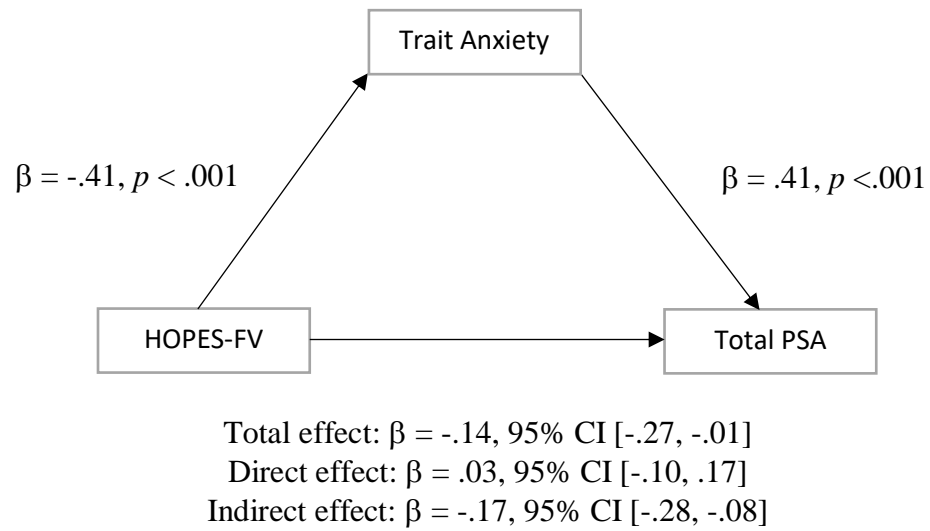 Trait Anxiety
β = -.41, p < .001
β = .41, p <.001
HOPES-FV
Total PSA
Total effect: β = -.14, 95% CI [-.27, -.01]
Direct effect: β = .03, 95% CI [-.10, .17]
Indirect effect: β = -.17, 95% CI [-.28, -.08]